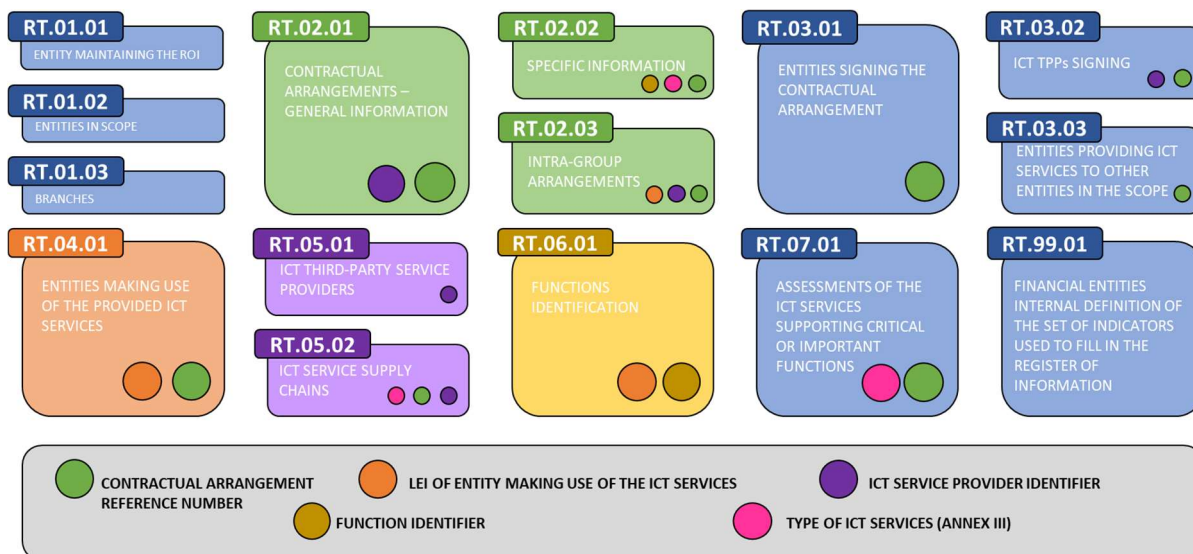 RT.01.01
ENTITY MAINTAINING THE ROI
RT.01.02
ENTITIES IN SCOPE
RT.01.03
BRANCHES
RT.02.01
CONTRACTUAL
ARRANGEMENTS –
GENERAL INFORMATION
RT.02.02
SPECIFIC INFORMATION
RT.02.03
INTRA-GROUP
ARRANGEMENTS
RT.03.01
ENTITIES SIGNING THE
CONTRACTUAL
ARRANGEMENT
RT.03.02
ICT TPPs SIGNING
RT.03.03
ENTITIES PROVIDING ICT
SERVICES TO OTHER
ENTITIES IN THE SCOPE
RT.04.01
ENTITIES MAKING USE
OF THE PROVIDED ICT
SERVICES
RT.05.01
ICT THIRD-PARTY SERVICE
PROVIDERS
RT.05.02
ICT SERVICE SUPPLY
CHAINS
RT.06.01
FUNCTIONS
IDENTIFICATION
RT.07.01
ASSESSMENTS OF THE
ICT SERVICES
SUPPORTING CRITICAL
OR IMPORTANT
FUNCTIONS
RT.99.01
FINANCIAL ENTITIES
INTERNAL DEFINITION OF
THE SET OF INDICATORS
USED TO FILL IN THE
REGISTER OF
INFORMATION
CONTRACTUAL ARRANGEMENT
REFERENCE NUMBER
LEI OF ENTITY MAKING USE OF THE ICT SERVICES
ICT SERVICE PROVIDER IDENTIFIER
FUNCTION IDENTIFIER
TYPE OF ICT SERVICES (ANNEX III)